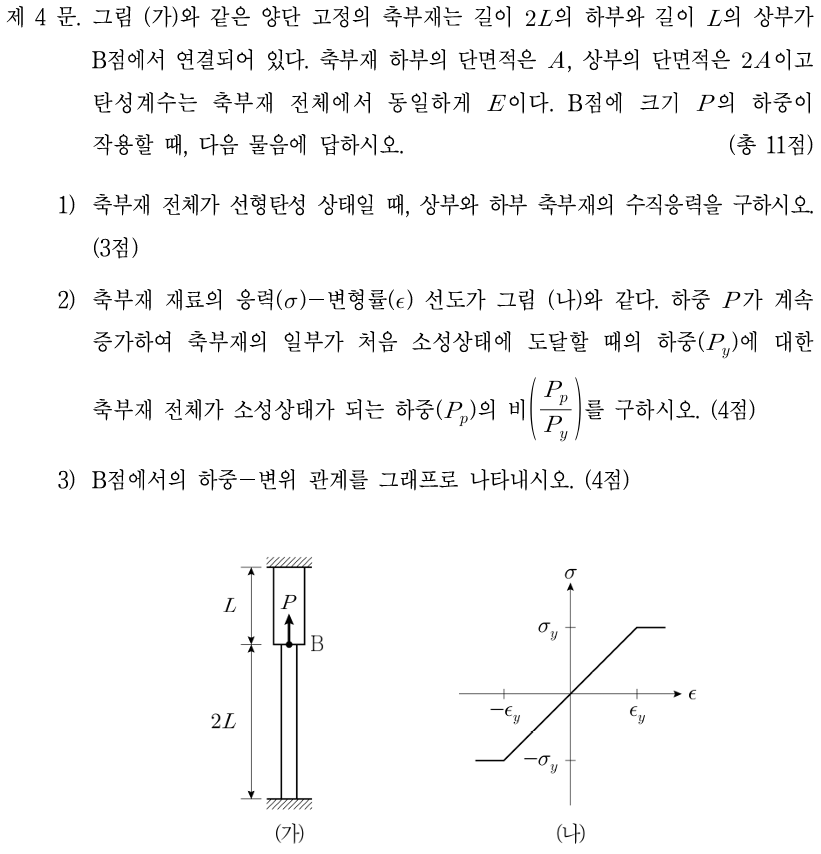 제 4 문. 그림 (가)와 같은 양단 고정의 축부재는 길이 2L의 하부와 길이 L의 상부가
B점에서 연결되어 있다. 축부재 하부의 단면적은 A, 상부의 단면적은 2A이고
탄성계수는 축부재 전체에서 동일하게 E이다. B점에 크기 P의 하중이
작용할 때, 다음 물음에 답하시오. (총 11점)
1) 축부재 전체가 선형탄성 상태일 때, 상부와 하부 축부재의 수직응력을 구하시오.
(3점)
2) 축부재 재료의 응력(σ)−변형률(ϵ) 선도가 그림 (나)와 같다. 하중 P가 계속
증가하여 축부재의 일부가 처음 소성상태에 도달할 때의 하중(P_y)에 대한
축부재 전체가 소성상태가 되는 하중(P_p)의 비(P_p/P_y)를 구하시오. (4점)
3) B점에서의 하중−변위 관계를 그래프로 나타내시오. (4점)
L
P
B
2L
(가)
σ
σ_y
−ϵ_y
ϵ_y
ϵ
−σ_y
(나)